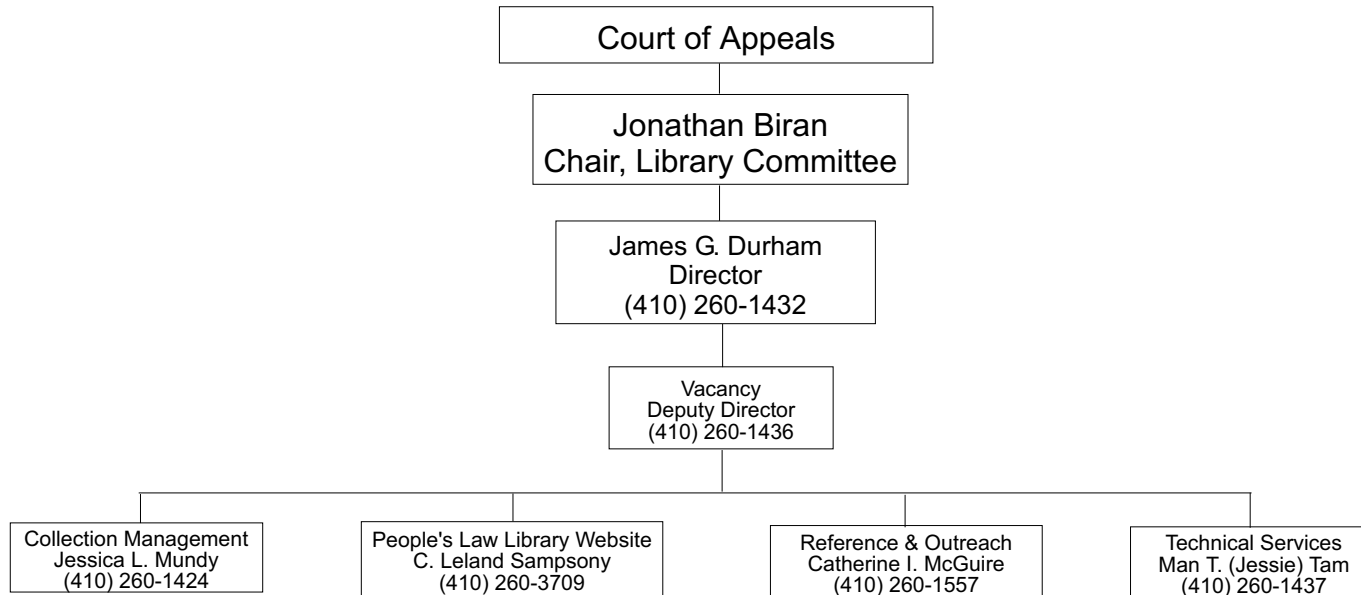 Court of Appeals
Jonathan Biran
Chair, Library Committee
James G. Durham
Director
(410) 260-1432
Vacancy
Deputy Director
(410) 260-1436
Collection Management
Jessica L. Mundy
(410) 260-1424
People's Law Library Website
C. Leland Sampsony
(410) 260-3709
Reference & Outreach
Catherine I. McGuire
(410) 260-1557
Technical Services
Man T. (Jessie) Tam
(410) 260-1437